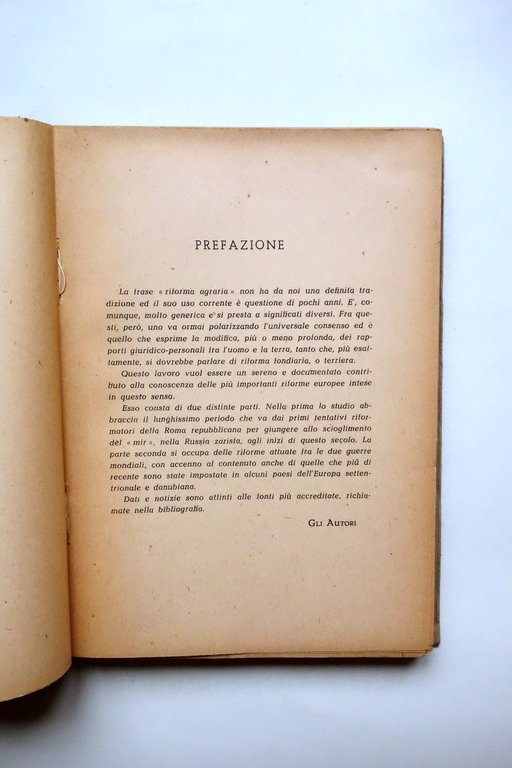 PREFAZIONE
La frase « riforma agraria » non ha da noi una definita tra-
dizione ed il suo uso corrente è questione di pochi anni. E', co-
munque, molto generica e si presta a significati diversi. Fra que-
sti, però, uno va ormai polarizzando l'universale consenso ed è
quello che esprime la modifica, più o meno profonda, dei rap-
porti giuridico-personali fra l'uomo e la terra, tanto che, più esat-
tamente, si dovrebbe parlare di riforma fondiaria, o terriera.
Questo lavoro vuol essere un sereno e documentato contri-
buto alla conoscenza delle più importanti riforme europee intese
in questo senso.
Esso consta di due distinte parti. Nella prima lo studio ab-
braccia il lunghissimo periodo che va dai primi tentativi rifor-
matori della Roma repubblicana per giungere allo scioglimento
del « mir », nella Russia zarista, agli inizi di questo secolo. La
parte seconda si occupa delle riforme attuate fra le due guerre
mondiali, con accenno al contenuto anche di quelle che più di
recente sono state impostate in alcuni paesi dell'Europa setten-
trionale e danubiana.
Dati e notizie sono attinti alle fonti più accreditate, richia-
mate nella bibliografia.
GLI AUTORI